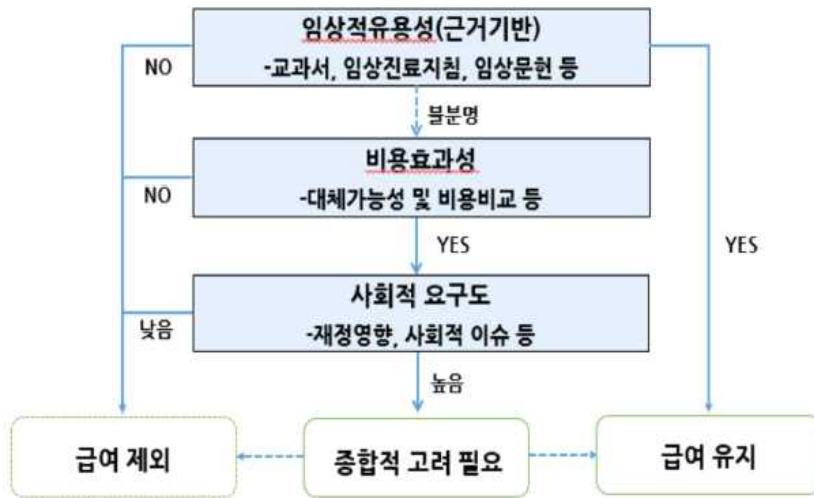 임상적유용성(근거기반)
-교과서, 임상진료지침, 임상문헌 등
NO
불분명
비용효과성
-대체가능성 및 비용비교 등
NO
YES
YES
사회적 요구도
-재정영향, 사회적 이슈 등
낮음
높음
급여 제외
종합적 고려 필요
급여 유지